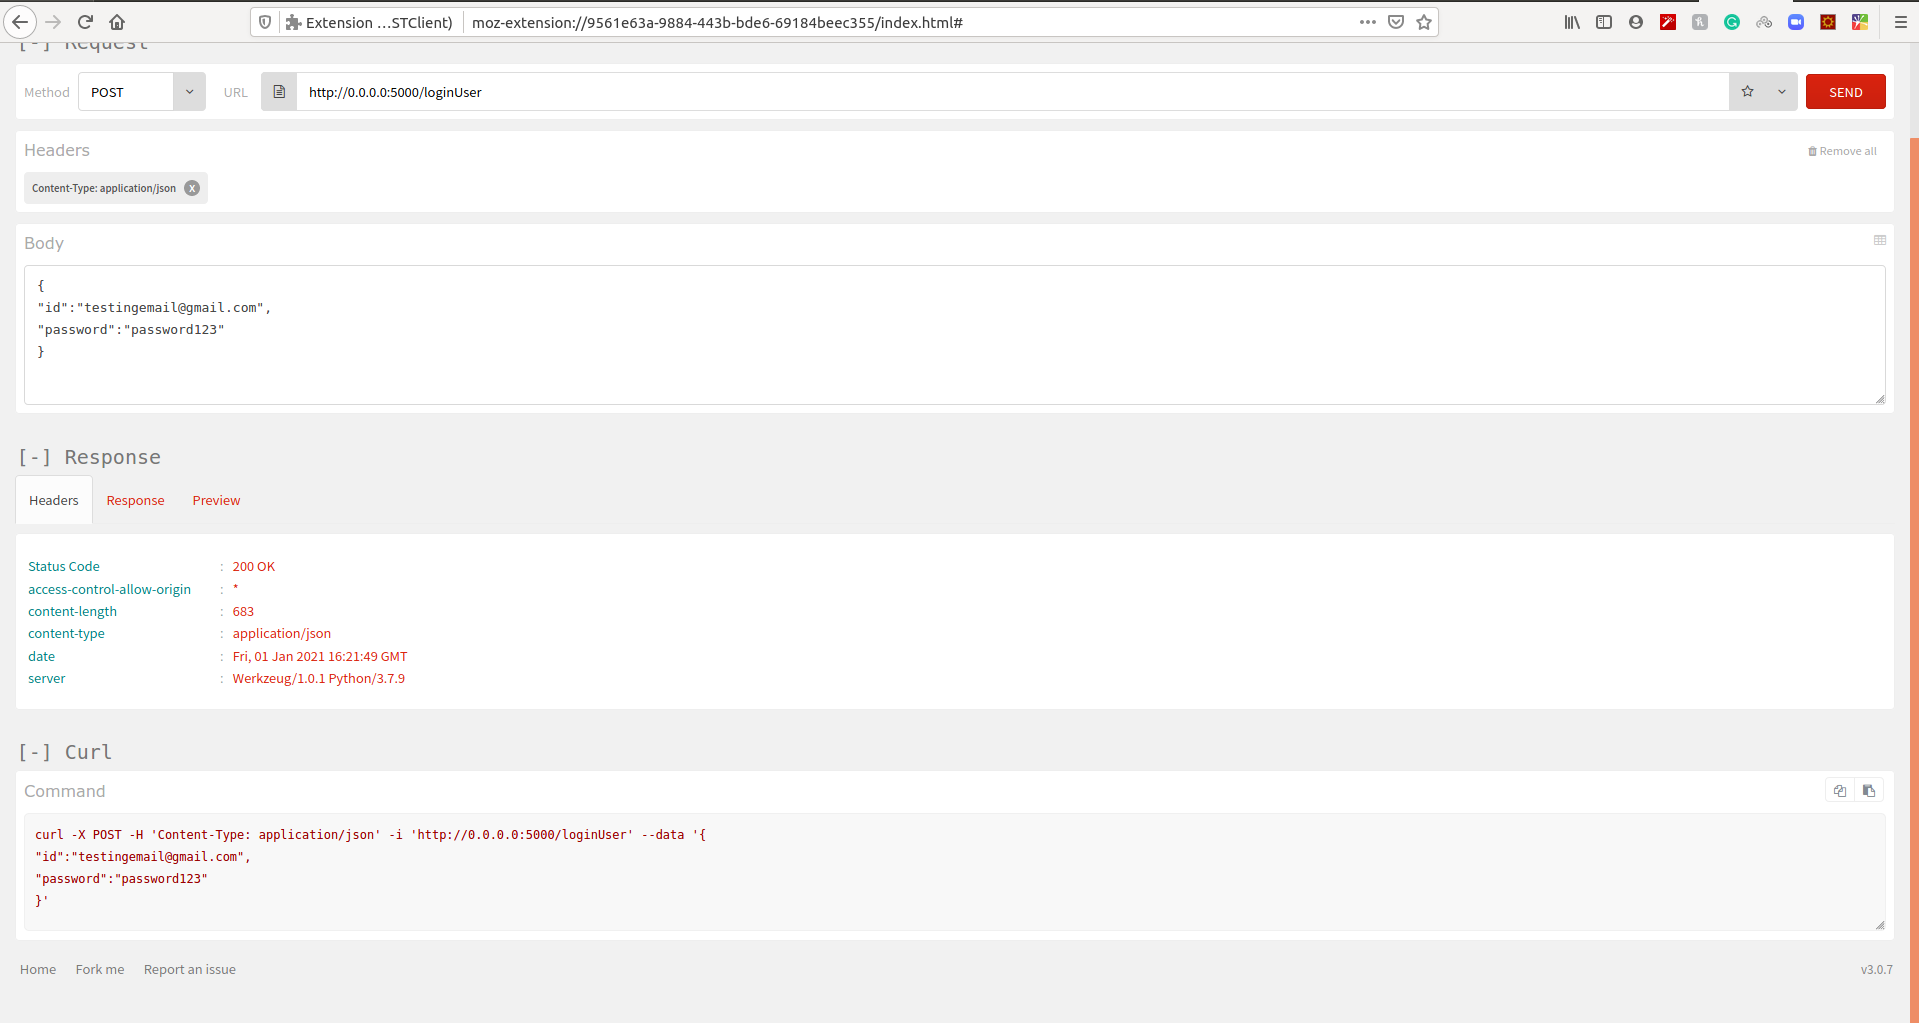 Extension ...STClient)
moz-extension://9561e63a-9884-443b-bde6-69184beec355/index.html#
[-] Request
Method POST URL http://0.0.0.0:5000/loginUser SEND
Headers Remove all
Content-Type: application/json X
Body
{
"id":"testingemail@gmail.com",
"password":"password123"
}
[-] Response
Headers Response Preview
Status Code : 200 OK
access-control-allow-origin : *
content-length : 683
content-type : application/json
date : Fri, 01 Jan 2021 16:21:49 GMT
server : Werkzeug/1.0.1 Python/3.7.9
[-] Curl
Command
curl -X POST -H 'Content-Type: application/json' -i 'http://0.0.0.0:5000/loginUser' --data '{
"id":"testingemail@gmail.com",
"password":"password123"
}'
Home Fork me Report an issue v3.0.7